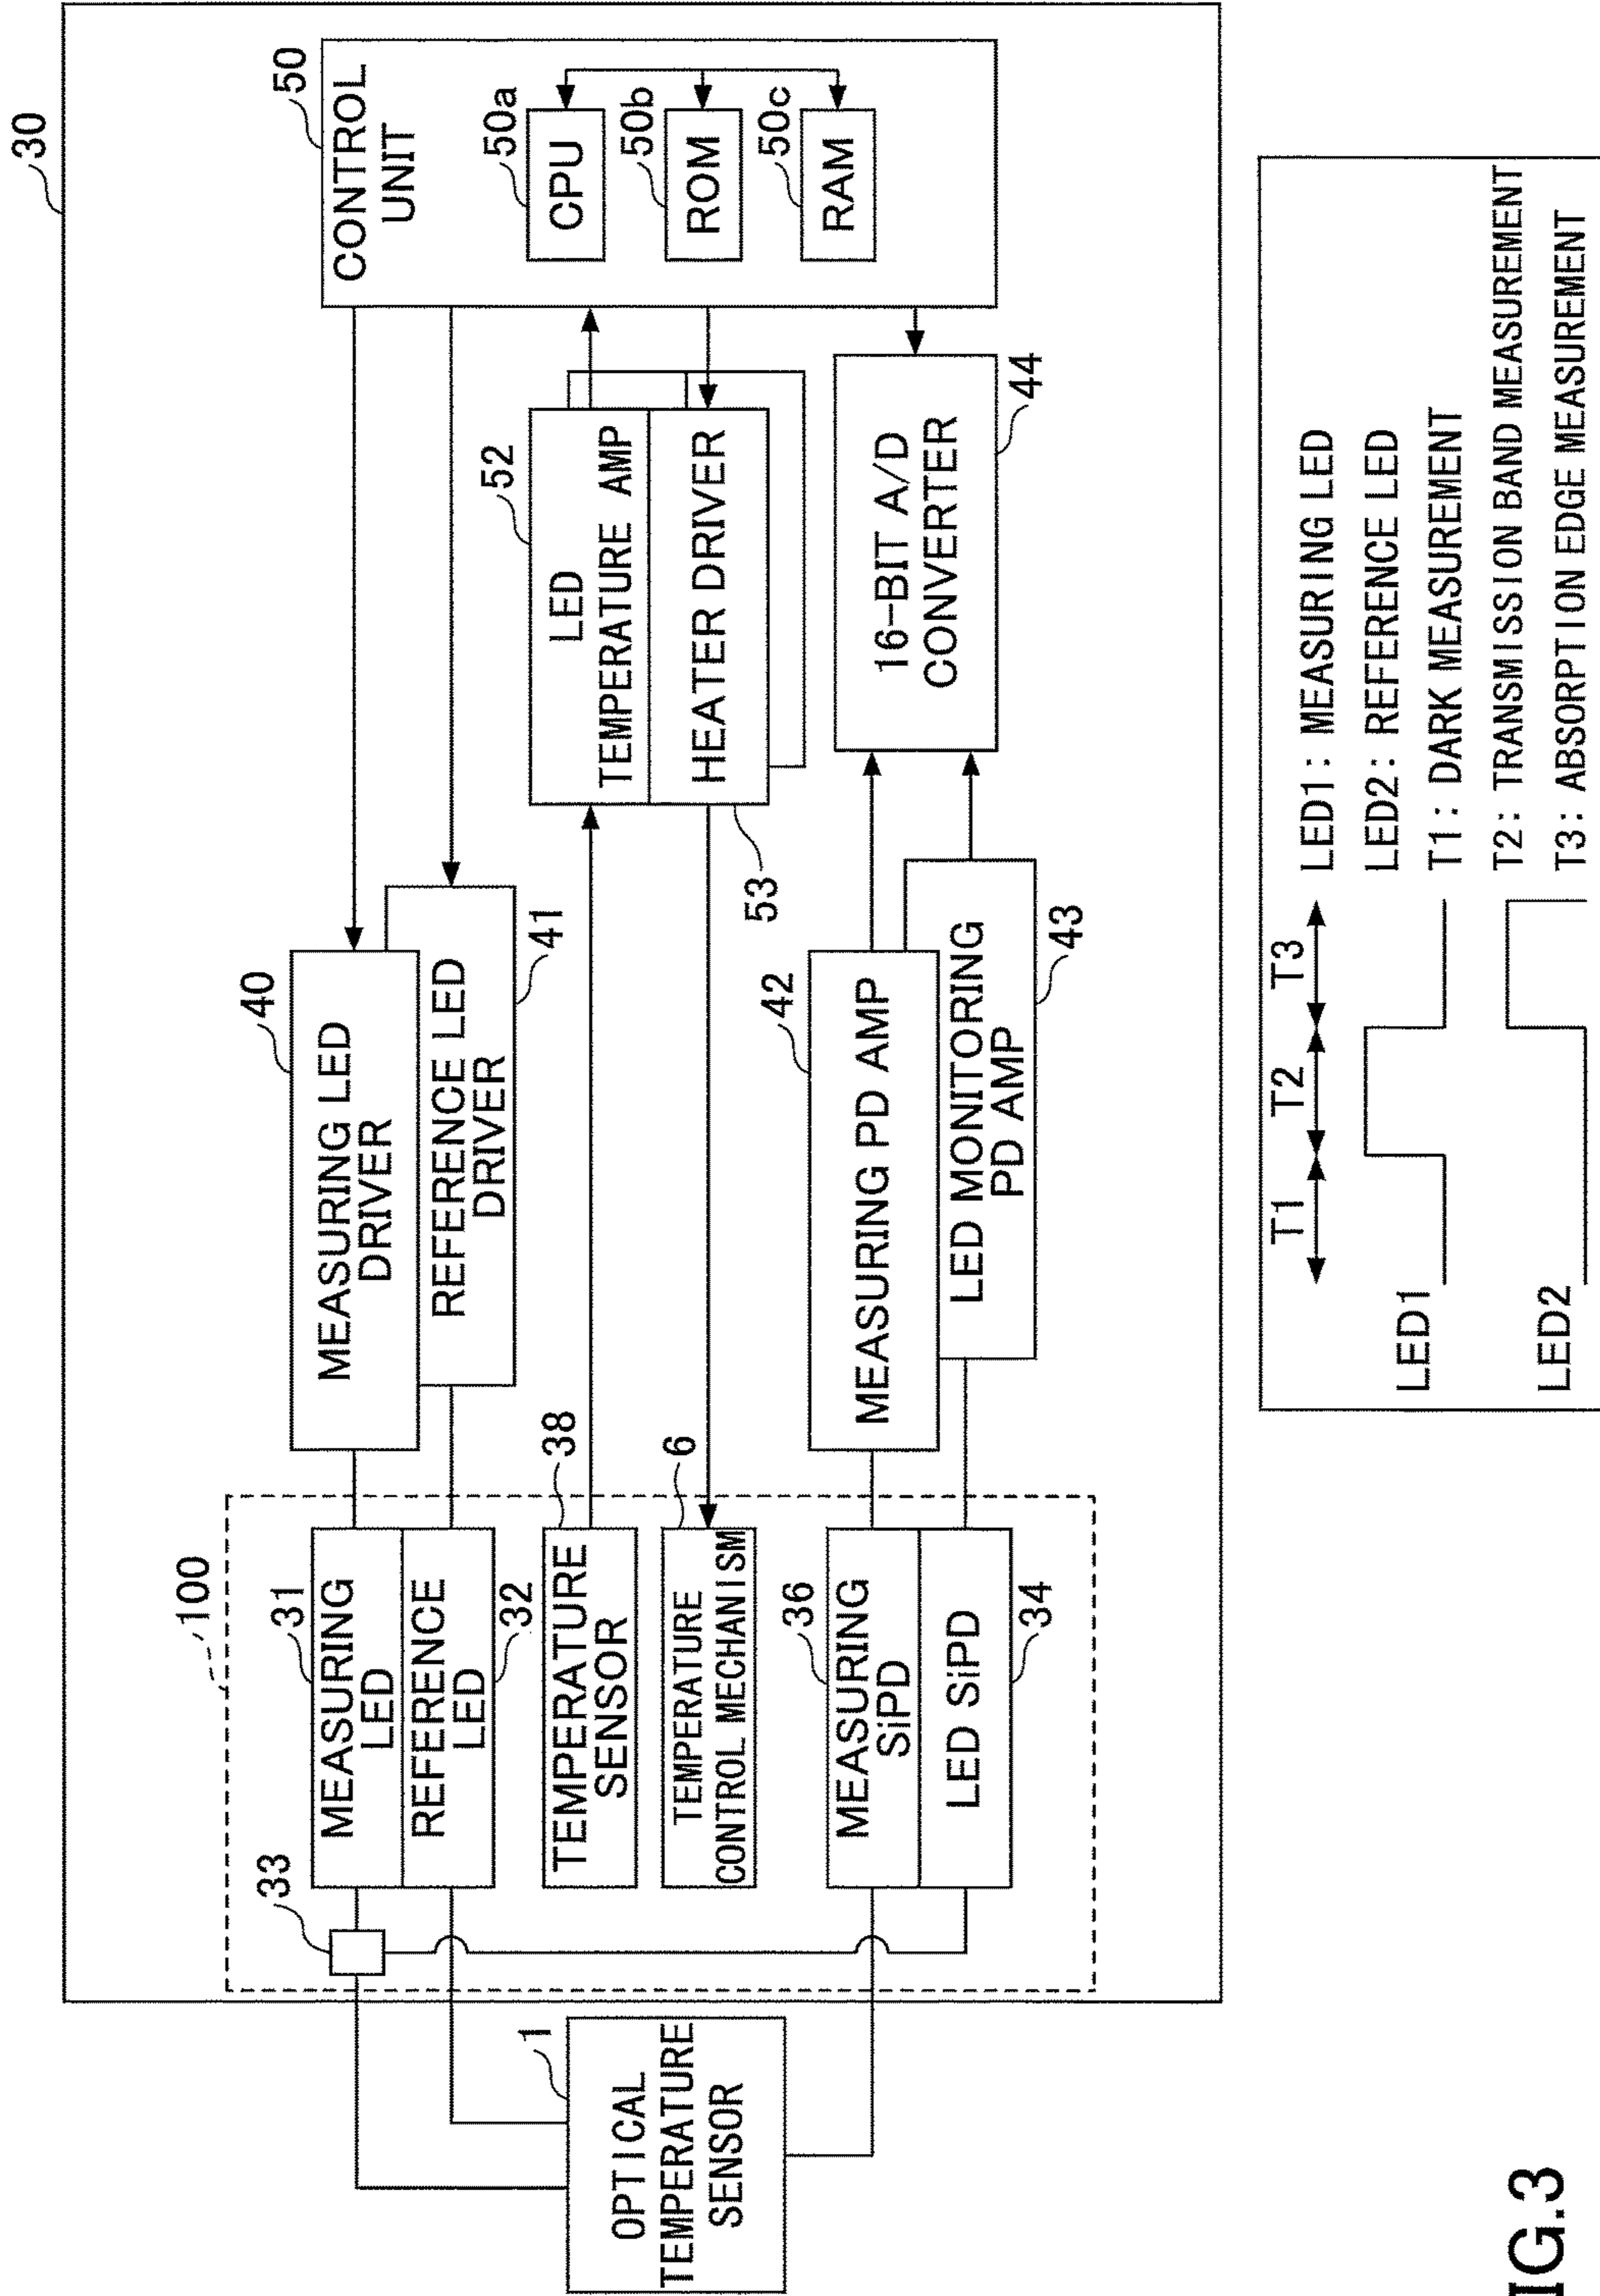 30
50
CONTROL
UNIT
50a
CPU
50b
ROM
50c
RAM
52
LED
TEMPERATURE AMP
HEATER DRIVER
53
16-BIT A/D
CONVERTER
44
40
MEASURING LED
DRIVER
REFERENCE LED
DRIVER
41
42
MEASURING PD AMP
LED MONITORING
PD AMP
43
100
31
MEASURING
LED
REFERENCE
LED
32
38
TEMPERATURE
SENSOR
6
TEMPERATURE
CONTROL MECHANISM
36
MEASURING
SiPD
LED SiPD
34
33
1
OPTICAL
TEMPERATURE
SENSOR
T1 T2 T3
LED1
LED2
LED1: MEASURING LED
LED2: REFERENCE LED
T1: DARK MEASUREMENT
T2: TRANSMISSION BAND MEASUREMENT
T3: ABSORPTION EDGE MEASUREMENT
IG.3